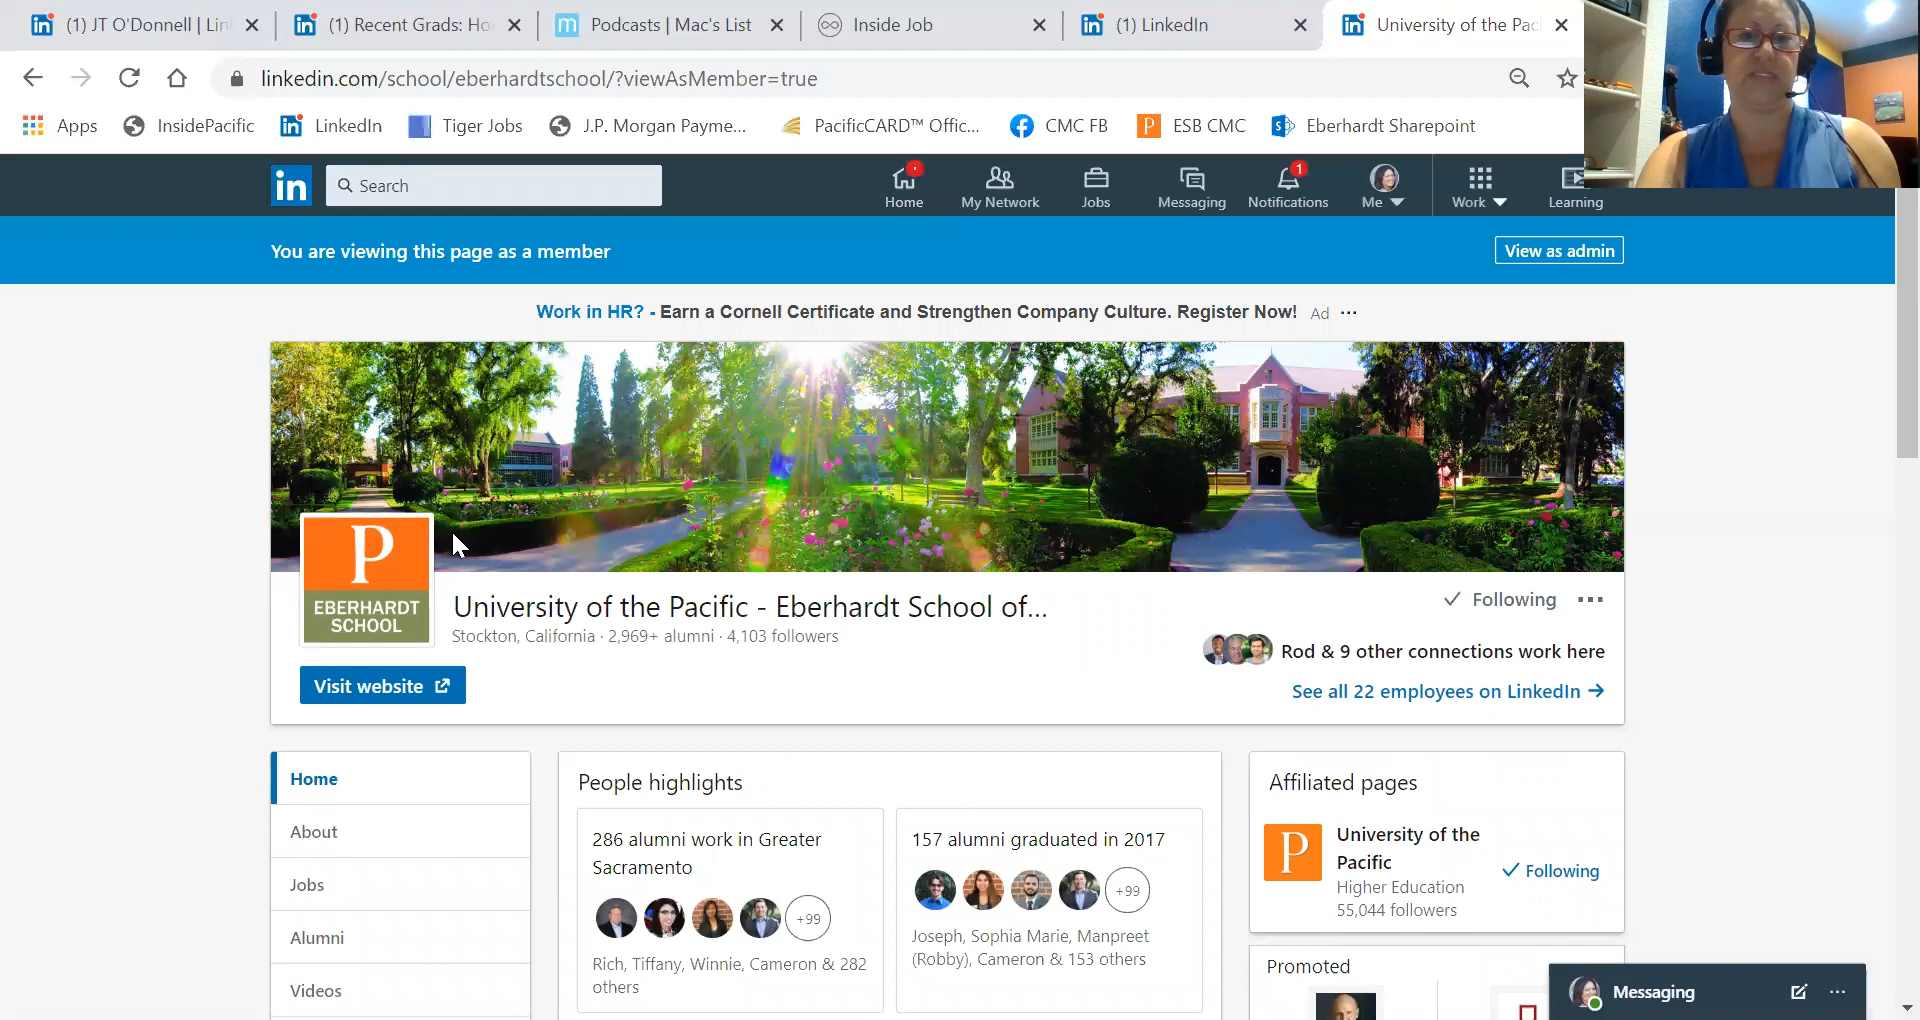 (1) JT O'Donnell | Lin
(1) Recent Grads: Ho
Podcasts | Mac's List
Inside Job
(1) LinkedIn
University of the Pac
linkedin.com/school/eberhardtschool/?viewAsMember=true
Apps
InsidePacific
LinkedIn
Tiger Jobs
J.P. Morgan Payme...
PacificCARD™ Offic...
CMC FB
ESB CMC
Eberhardt Sharepoint
in
Search
Home
My Network
Jobs
Messaging
1
Notifications
Me
Work
Learning
You are viewing this page as a member
View as admin
Work in HR? - Earn a Cornell Certificate and Strengthen Company Culture. Register Now! Ad ...
P
EBERHARDT
SCHOOL
University of the Pacific - Eberhardt School of...
Stockton, California · 2,969+ alumni · 4,103 followers
Following ...
Rod & 9 other connections work here
See all 22 employees on LinkedIn
Visit website
Home
About
Jobs
Alumni
Videos
People highlights
286 alumni work in Greater
Sacramento
+99
Rich, Tiffany, Winnie, Cameron & 282
others
157 alumni graduated in 2017
+99
Joseph, Sophia Marie, Manpreet
(Robby), Cameron & 153 others
Affiliated pages
P
University of the
Pacific
Higher Education
55,044 followers
Following
Promoted
Messaging